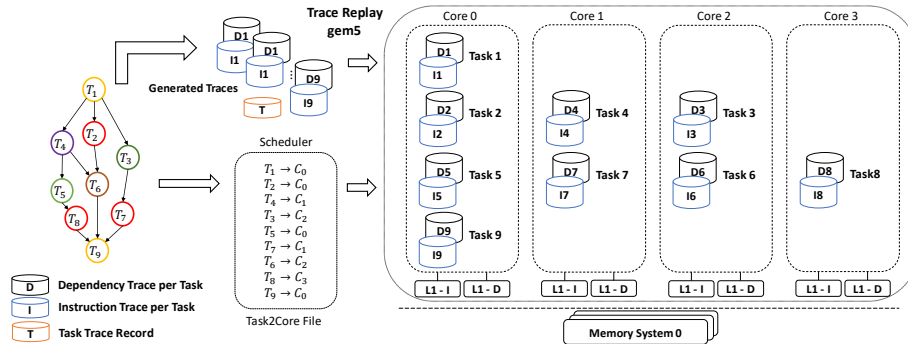 Trace Replay
gem5
Core 0
Core 1
Core 2
Core 3
D1
I1
D1
I1
D9
I9
T
Generated Traces
:
T1
T4
T2
T3
T5
T6
T8
T7
T9
Scheduler
T1 → C0
T2 → C0
T4 → C1
T3 → C2
T5 → C0
T7 → C1
T6 → C2
T8 → C3
T9 → C0
Task2Core File
D1
I1
Task 1
D2
I2
Task 2
D4
I4
Task 4
D3
I3
Task 3
D5
I5
Task 5
D7
I7
Task 7
D6
I6
Task 6
D8
I8
Task8
D9
I9
Task 9
L1 - I
L1 - D
L1 - I
L1 - D
L1 - I
L1 - D
L1 - I
L1 - D
Memory System 0
D
Dependency Trace per Task
I
Instruction Trace per Task
T
Task Trace Record